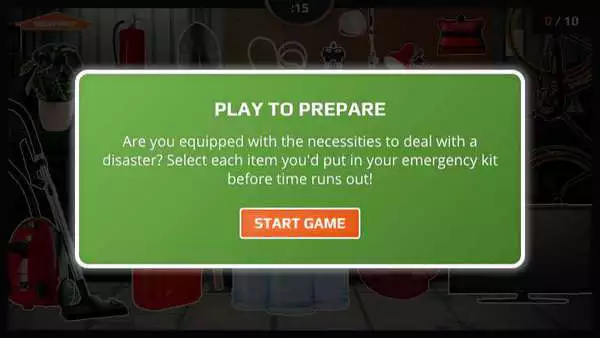 :15
0 / 10
PLAY TO PREPARE
Are you equipped with the necessities to deal with a
disaster? Select each item you'd put in your emergency kit
before time runs out!
START GAME